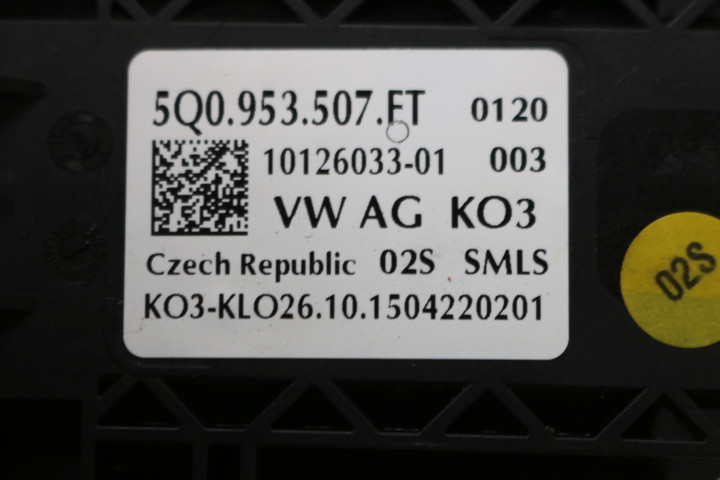 5Q0.953.507.FT 0120
10126033-01 003
VW AG KO3
Czech Republic 02S SMLS
KO3-KLO26.10.1504220201
02S